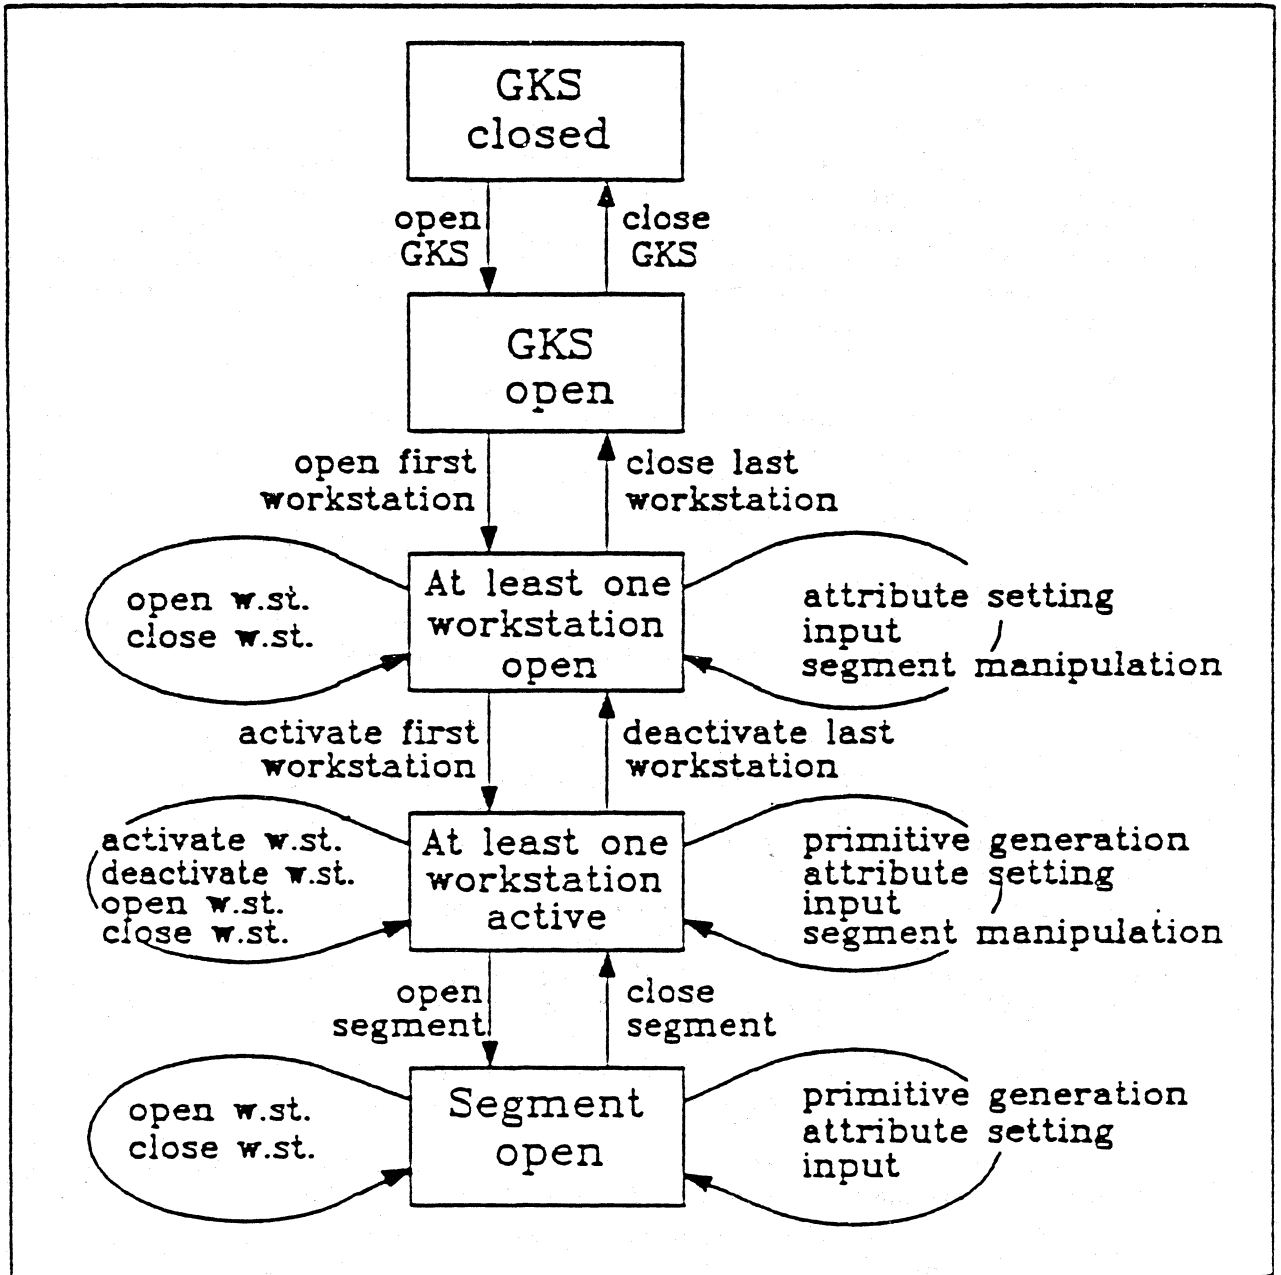 GKS
closed
open
GKS
close
GKS
GKS
open
open first
workstation
close last
workstation
open w.st.
close w.st.
At least one
workstation
open
attribute setting
input
segment manipulation
activate first
workstation
deactivate last
workstation
activate w.st.
deactivate w.st.
open w.st.
close w.st.
At least one
workstation
active
primitive generation
attribute setting
input
segment manipulation
open
segment
close
segment
open w.st.
close w.st.
Segment
open
primitive generation
attribute setting
input